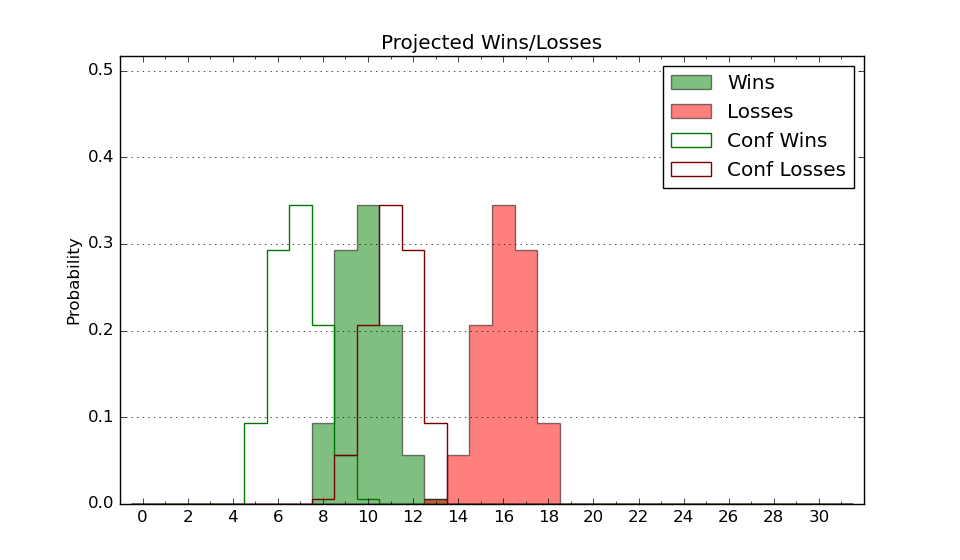 Projected Wins/Losses
0.5
0.4
0.3
0.2
0.1
0.0
Probability
Wins
Losses
Conf Wins
Conf Losses
0 2 4 6 8 10 12 14 16 18 20 22 24 26 28 30